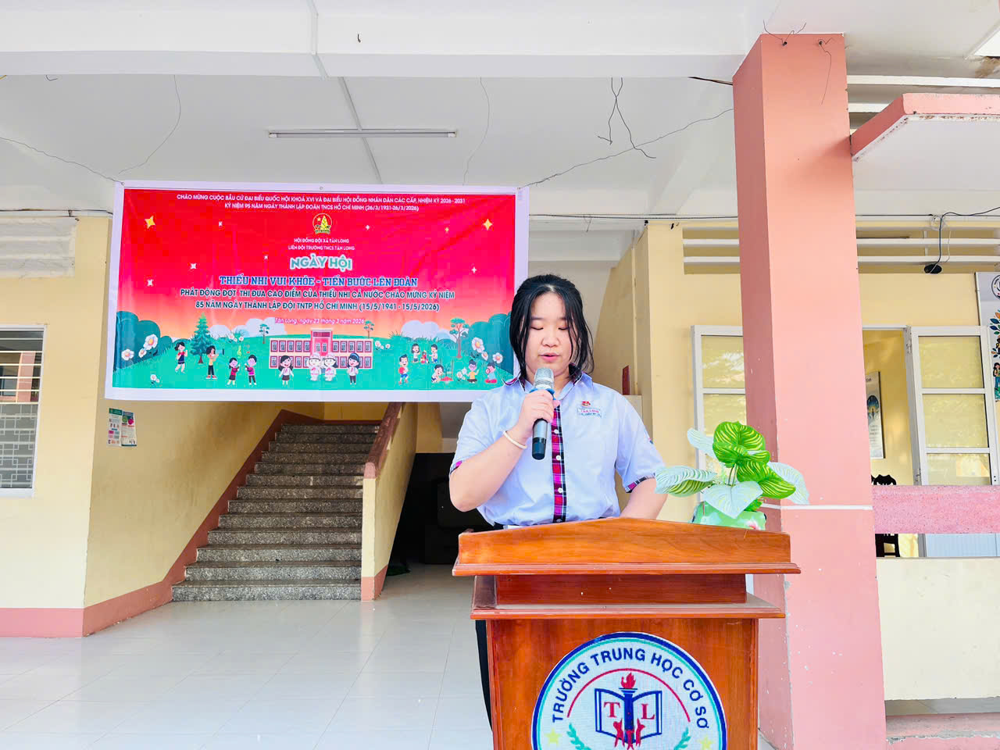 CHÀO MỪNG CUỘC BẦU CỬ ĐẠI BIỂU QUỐC HỘI KHOÁ XVI VÀ ĐẠI BIỂU HỘI ĐỒNG NHÂN DÂN CÁC CẤP, NHIỆM KỲ 2026 - 2031
KỶ NIỆM 95 NĂM NGÀY THÀNH LẬP ĐOÀN TNCS HỒ CHÍ MINH (26/3/1931-26/3/2026)
HỘI ĐỒNG ĐỘI XÃ TÂN LONG
LIÊN ĐỘI TRƯỜNG THCS TÂN LONG
NGÀY HỘI
THIẾU NHI VUI KHỎE - TIẾN BƯỚC LÊN ĐOÀN
PHÁT ĐỘNG ĐỢT THI ĐUA CAO ĐIỂM CỦA THIẾU NHI CẢ NƯỚC CHÀO MỪNG KỶ NIỆM
85 NĂM NGÀY THÀNH LẬP ĐỘI TNTP HỒ CHÍ MINH (15/5/1941 - 15/5/2026)
Tân Long, ngày 23 tháng 3 năm 2026
TRƯỜNG TRUNG HỌC CƠ SỞ
T L